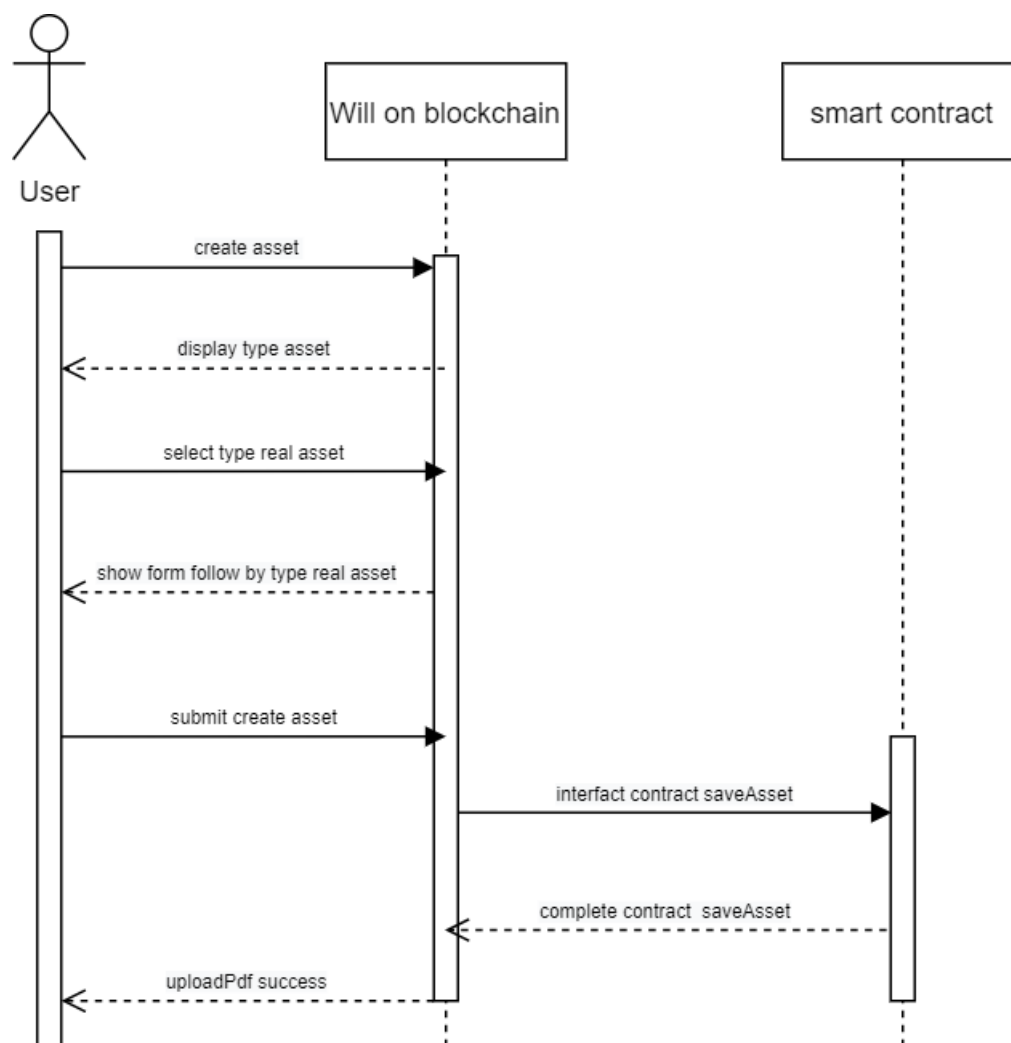 Will on blockchain
smart contract
User
create asset
display type asset
select type real asset
show form follow by type real asset
submit create asset
interfact contract saveAsset
complete contract  saveAsset
uploadPdf success